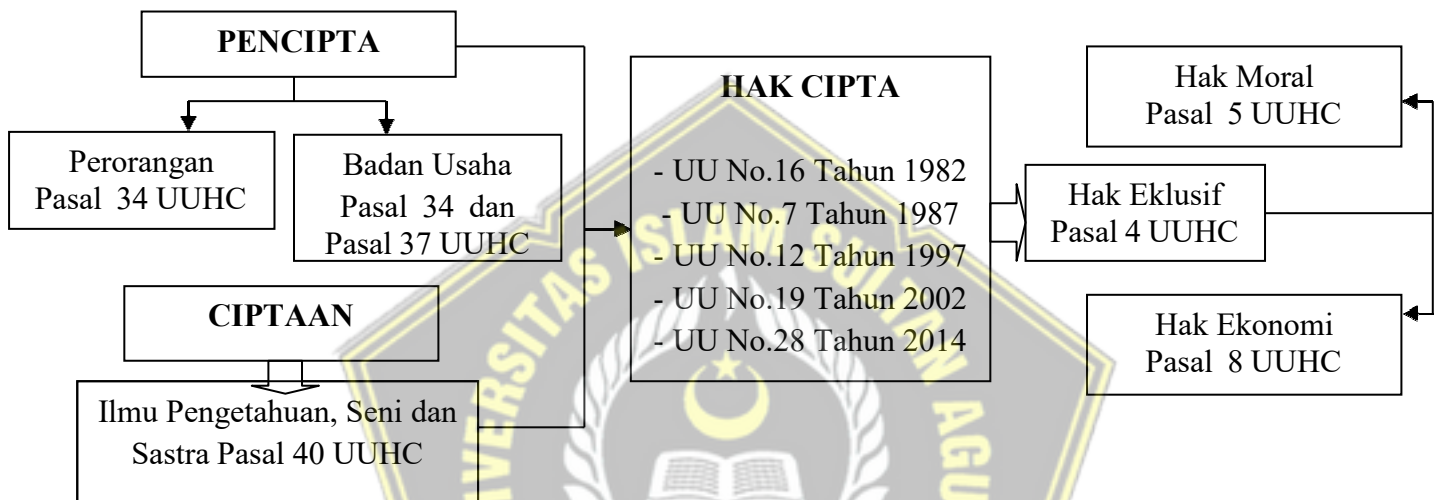 PENCIPTA
Perorangan
Pasal 34 UUHC
Badan Usaha
Pasal 34 dan
Pasal 37 UUHC
CIPTAAN
Ilmu Pengetahuan, Seni dan
Sastra Pasal 40 UUHC
HAK CIPTA
- UU No.16 Tahun 1982
- UU No.7 Tahun 1987
- UU No.12 Tahun 1997
- UU No.19 Tahun 2002
- UU No.28 Tahun 2014
Hak Eklusif
Pasal 4 UUHC
Hak Moral
Pasal 5 UUHC
Hak Ekonomi
Pasal 8 UUHC
ISLAM SULTAN AGUNG